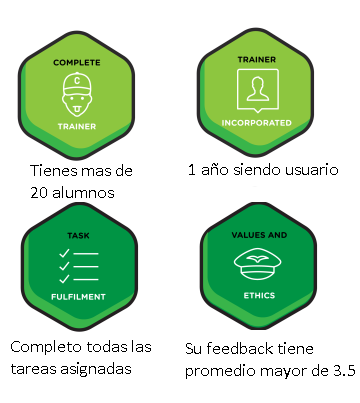 COMPLETE
C
TRAINER
Tienes mas de
20 alumnos
TRAINER
INCORPORATED
1 año siendo usuario
TASK
FULFILMENT
Completo todas las
tareas asignadas
VALUES AND
ETHICS
Su feedback tiene
promedio mayor de 3.5